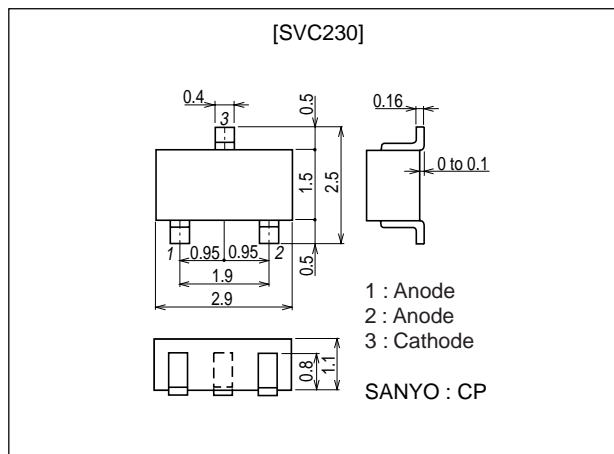 [SVC230]
0.4
3
0.5
1.5
2.5
0.5
0.16
0 to 0.1
1
0.95
0.95
2
1.9
2.9
1 : Anode
2 : Anode
3 : Cathode
0.8
1.1
SANYO : CP